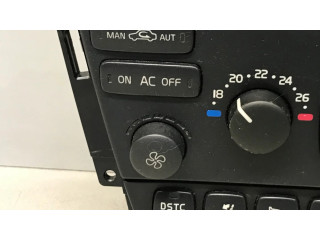 MAN AUT
ON AC OFF
18 20 22 24 26
DSTC